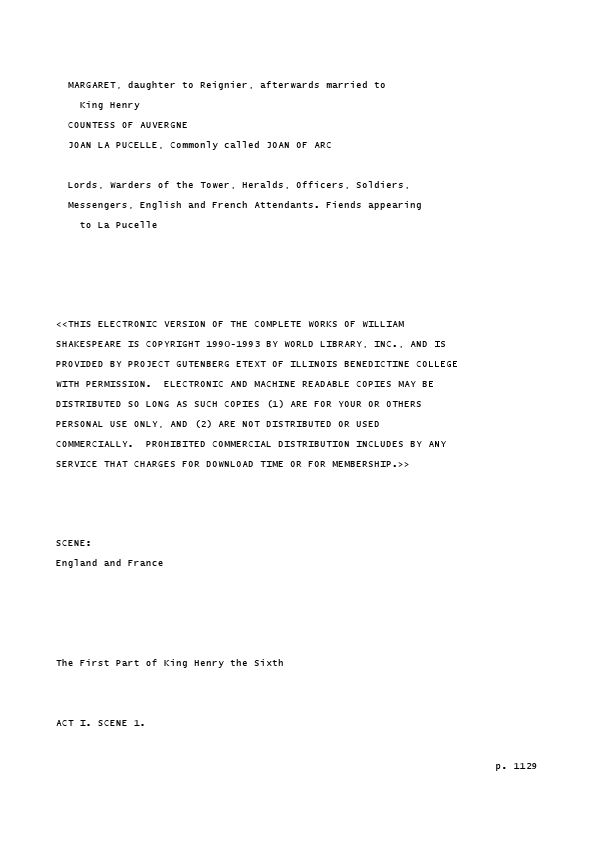 MARGARET, daughter to Reignier, afterwards married to
King Henry
COUNTESS OF AUVERGNE
JOAN LA PUCELLE, Commonly called JOAN OF ARC
Lords, Warders of the Tower, Heralds, Officers, Soldiers,
Messengers, English and French Attendants. Fiends appearing
to La Pucelle
<<THIS ELECTRONIC VERSION OF THE COMPLETE WORKS OF WILLIAM
SHAKESPEARE IS COPYRIGHT 1990-1993 BY WORLD LIBRARY, INC., AND IS
PROVIDED BY PROJECT GUTENBERG ETEXT OF ILLINOIS BENEDICTINE COLLEGE
WITH PERMISSION.  ELECTRONIC AND MACHINE READABLE COPIES MAY BE
DISTRIBUTED SO LONG AS SUCH COPIES (1) ARE FOR YOUR OR OTHERS
PERSONAL USE ONLY, AND (2) ARE NOT DISTRIBUTED OR USED
COMMERCIALLY.  PROHIBITED COMMERCIAL DISTRIBUTION INCLUDES BY ANY
SERVICE THAT CHARGES FOR DOWNLOAD TIME OR FOR MEMBERSHIP.>>
SCENE:
England and France
The First Part of King Henry the Sixth
ACT I. SCENE 1.
p. 1129